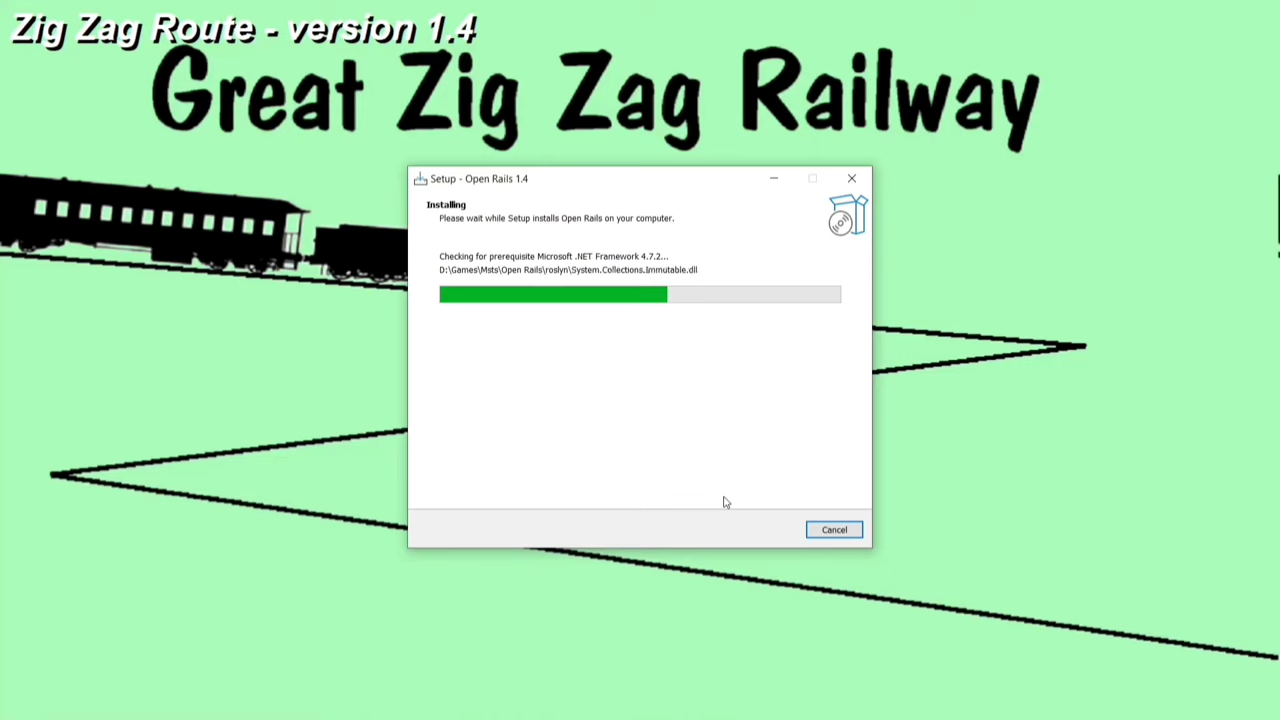 Zig Zag Route - version 1.4
Great Zig Zag Railway
Setup - Open Rails 1.4
Installing
Please wait while Setup installs Open Rails on your computer.
Checking for prerequisite Microsoft .NET Framework 4.7.2...
D:\Games\Msts\Open Rails\roslyn\System.Collections.Immutable.dll
Cancel